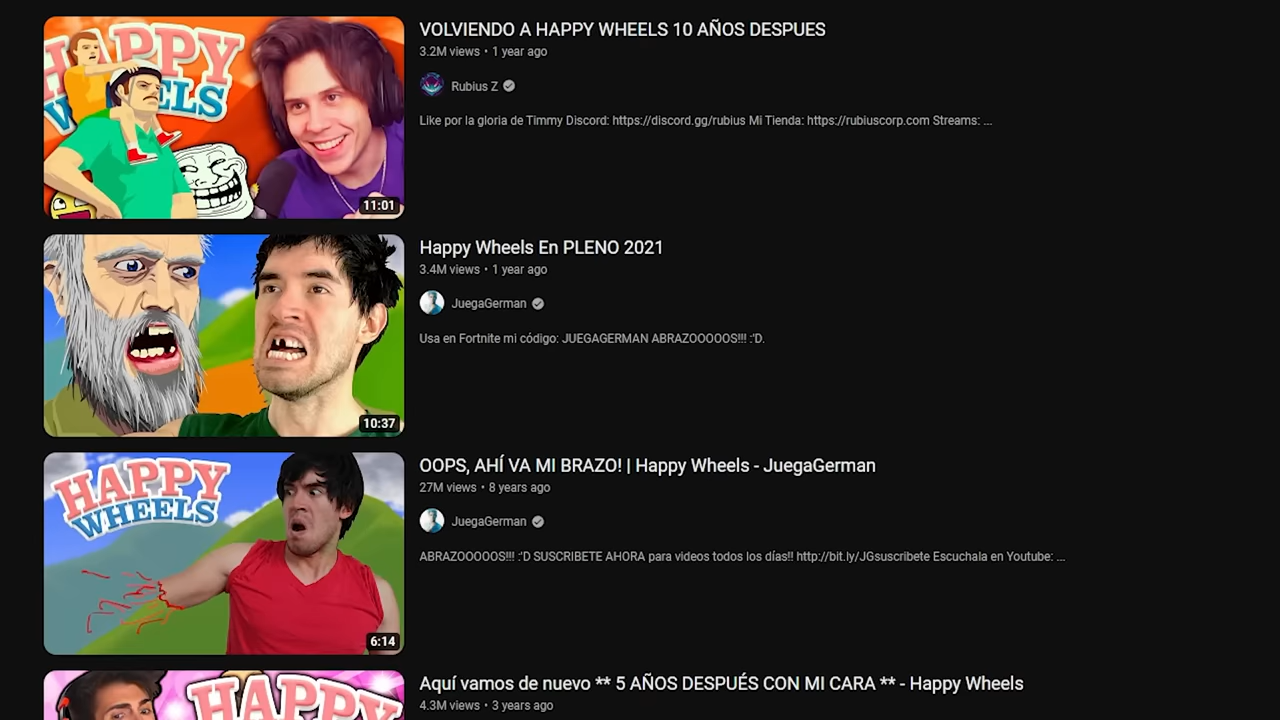 HAPPY
WHEELS
11:01
VOLVIENDO A HAPPY WHEELS 10 AÑOS DESPUES
3.2M views • 1 year ago
Rubius Z
Like por la gloria de Timmy Discord: https://discord.gg/rubius Mi Tienda: https://rubiuscorp.com Streams: ...
10:37
Happy Wheels En PLENO 2021
3.4M views • 1 year ago
JuegaGerman
Usa en Fortnite mi código: JUEGAGERMAN ABRAZOOOOOS!!! :'D.
HAPPY
WHEELS
6:14
OOPS, AHÍ VA MI BRAZO! | Happy Wheels - JuegaGerman
27M views • 8 years ago
JuegaGerman
ABRAZOOOOOS!!! :'D SUSCRIBETE AHORA para videos todos los días!! http://bit.ly/JGsuscribete Escuchala en Youtube: ...
HAPPY
Aquí vamos de nuevo ** 5 AÑOS DESPUÉS CON MI CARA ** - Happy Wheels
4.3M views • 3 years ago